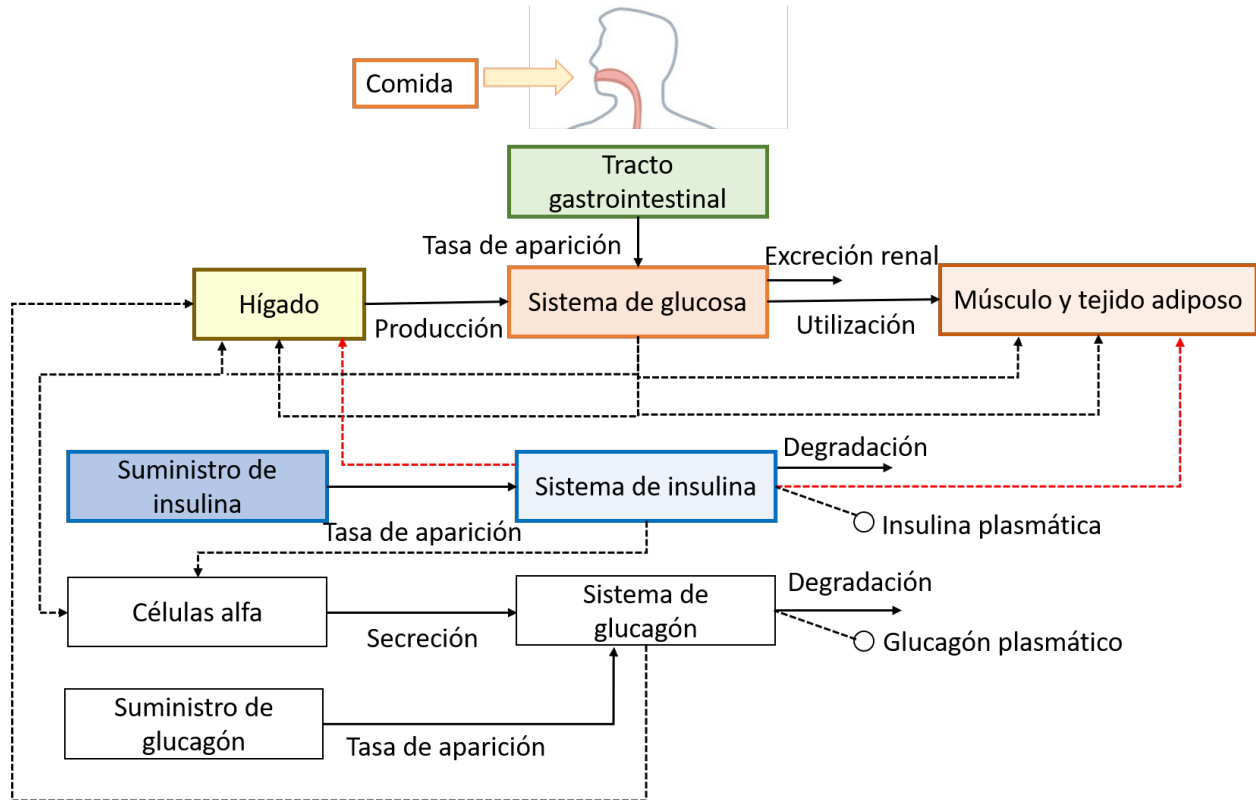 Comida
Tracto
gastrointestinal
Tasa de aparición
Excreción renal
Hígado
Sistema de glucosa
Músculo y tejido adiposo
Producción
Utilización
Suministro de
insulina
Sistema de insulina
Degradación
Tasa de aparición
Insulina plasmática
Células alfa
Sistema de
glucagón
Degradación
Secreción
Glucagón plasmático
Suministro de
glucagón
Tasa de aparición